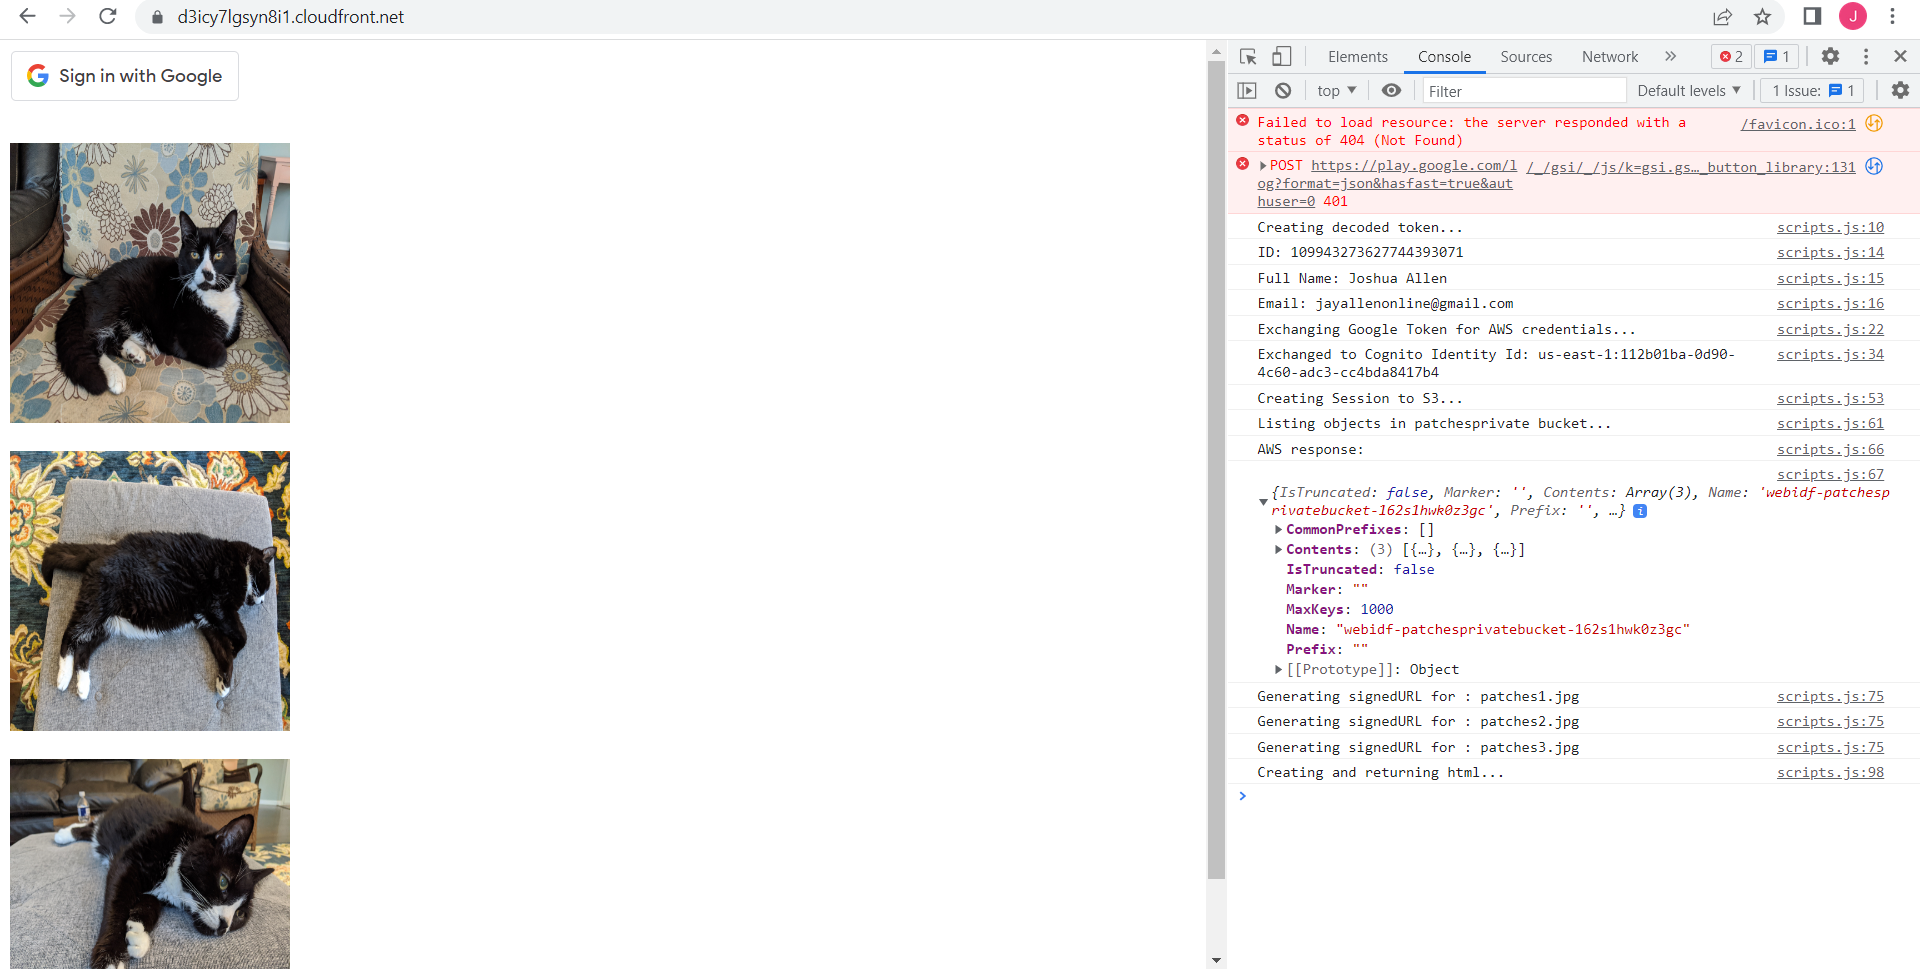 d3icy7lgsyn8i1.cloudfront.net
J
Sign in with Google
Elements Console Sources Network » 2 1
top Filter Default levels 1 Issue: 1
Failed to load resource: the server responded with a /favicon.ico:1
status of 404 (Not Found)
POST https://play.google.com/l /_/gsi/_/js/k=gsi.gs…_button_library:131
og?format=json&hasfast=true&aut
huser=0 401
Creating decoded token... scripts.js:10
ID: 109943273627744393071 scripts.js:14
Full Name: Joshua Allen scripts.js:15
Email: jayallenonline@gmail.com scripts.js:16
Exchanging Google Token for AWS credentials... scripts.js:22
Exchanged to Cognito Identity Id: us-east-1:112b01ba-0d90- scripts.js:34
4c60-adc3-cc4bda8417b4
Creating Session to S3... scripts.js:53
Listing objects in patchesprivate bucket... scripts.js:61
AWS response: scripts.js:66
scripts.js:67
{IsTruncated: false, Marker: '', Contents: Array(3), Name: 'webidf-patchesp
rivatebucket-162s1hwk0z3gc', Prefix: '', …} i
CommonPrefixes: []
Contents: (3) [{…}, {…}, {…}]
IsTruncated: false
Marker: ""
MaxKeys: 1000
Name: "webidf-patchesprivatebucket-162s1hwk0z3gc"
Prefix: ""
[[Prototype]]: Object
Generating signedURL for : patches1.jpg scripts.js:75
Generating signedURL for : patches2.jpg scripts.js:75
Generating signedURL for : patches3.jpg scripts.js:75
Creating and returning html... scripts.js:98